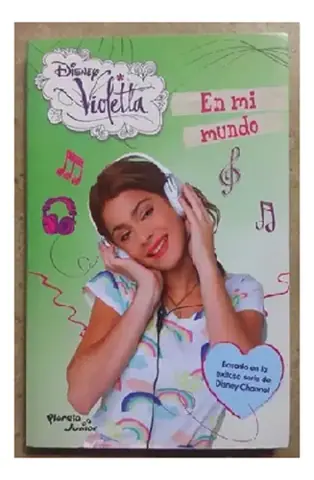 Disney
Violetta
En mi
mundo
Basado en la
exitosa serie de
Disney Channel
Planeta
Junior